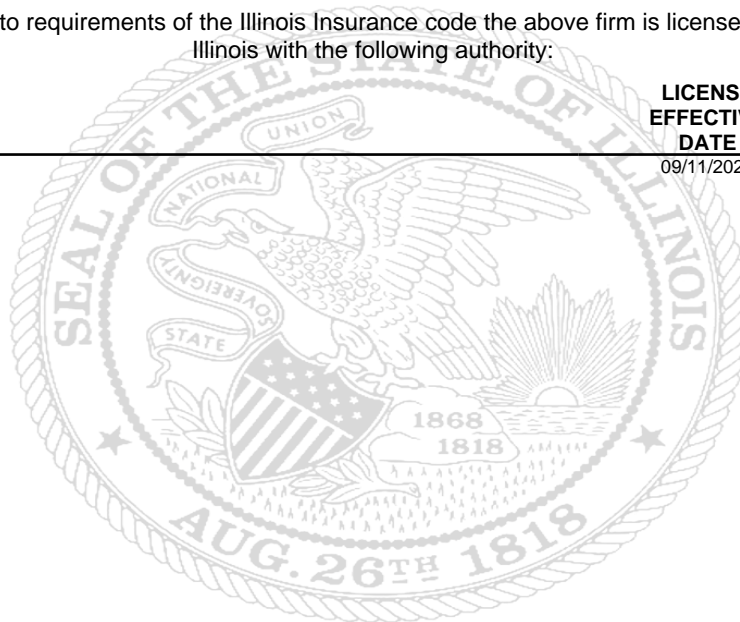 to requirements of the Illinois Insurance code the above firm is license
Illinois with the following authority:
LICENS
EFFECTIV
DATE
09/11/202
SEAL OF THE STATE OF ILLINOIS
UNION
NATIONAL
SOVEREIGNTY
STATE
1868
1818
AUG. 26TH 1818